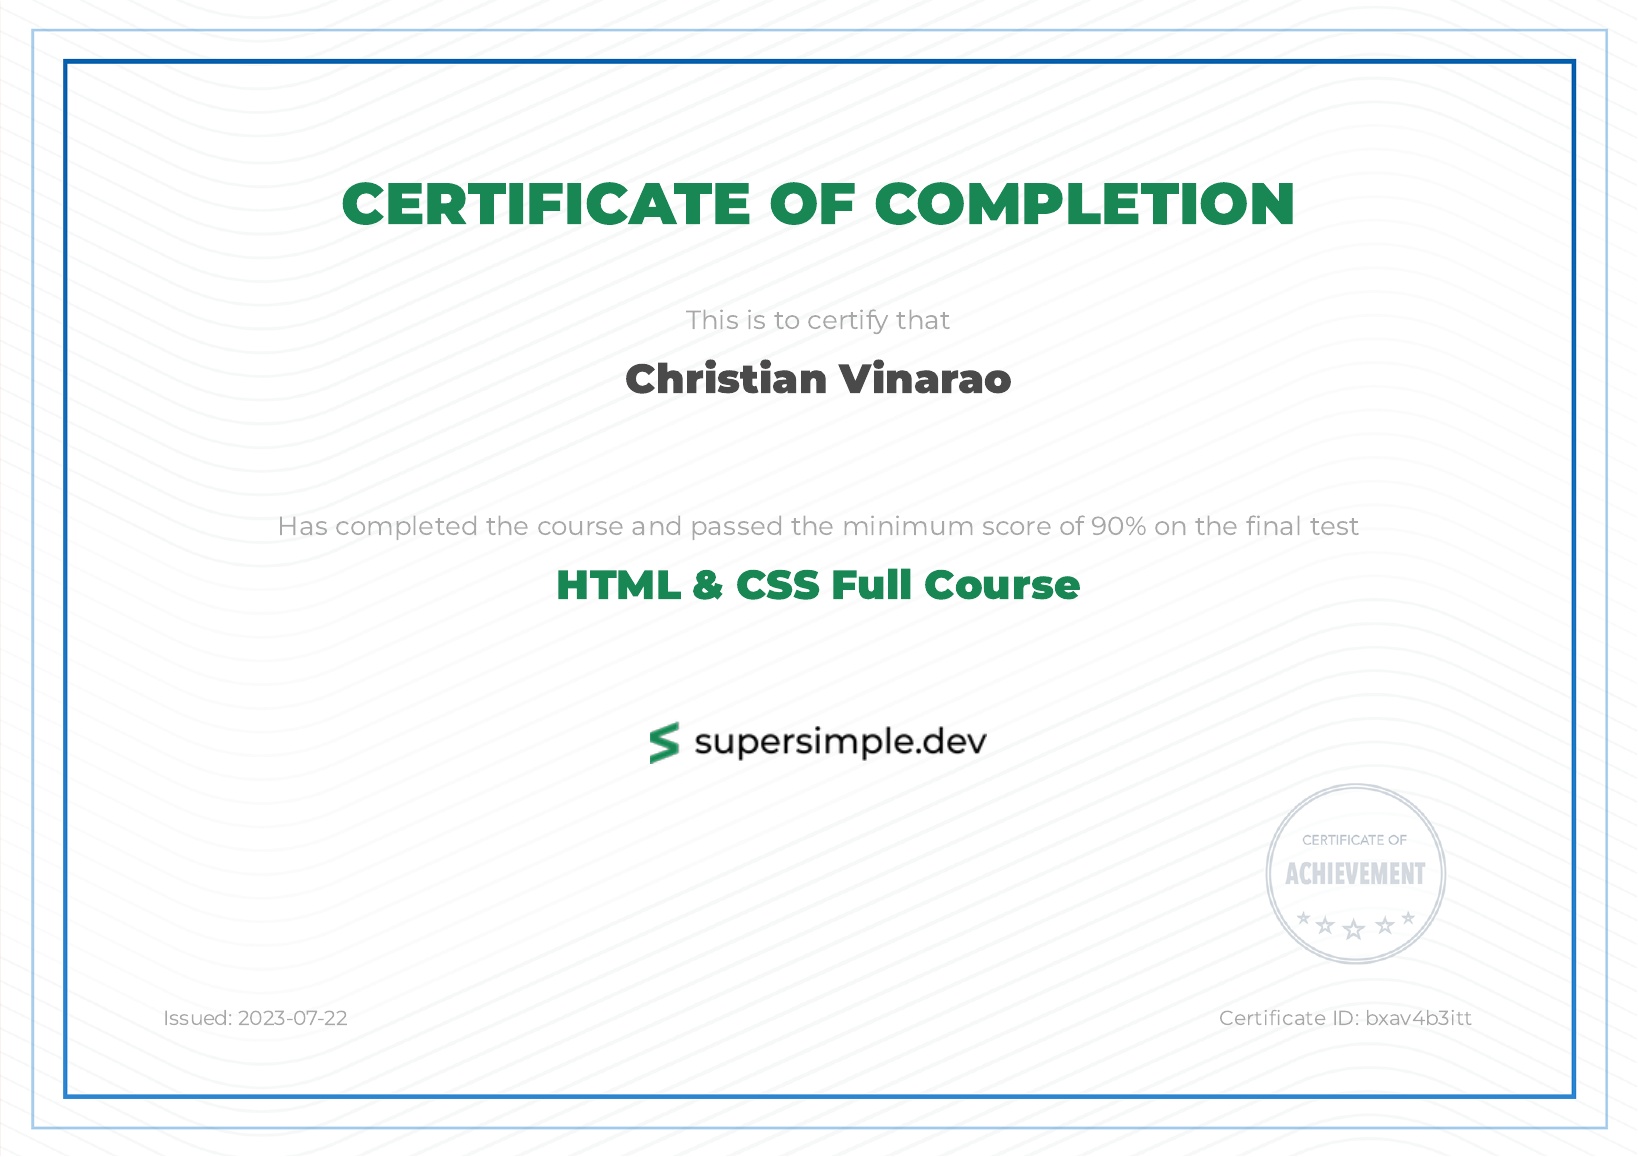 CERTIFICATE OF COMPLETION
This is to certify that
Christian Vinarao
Has completed the course and passed the minimum score of 90% on the final test
HTML & CSS Full Course
supersimple.dev
CERTIFICATE OF
ACHIEVEMENT
Issued: 2023-07-22
Certificate ID: bxav4b3itt